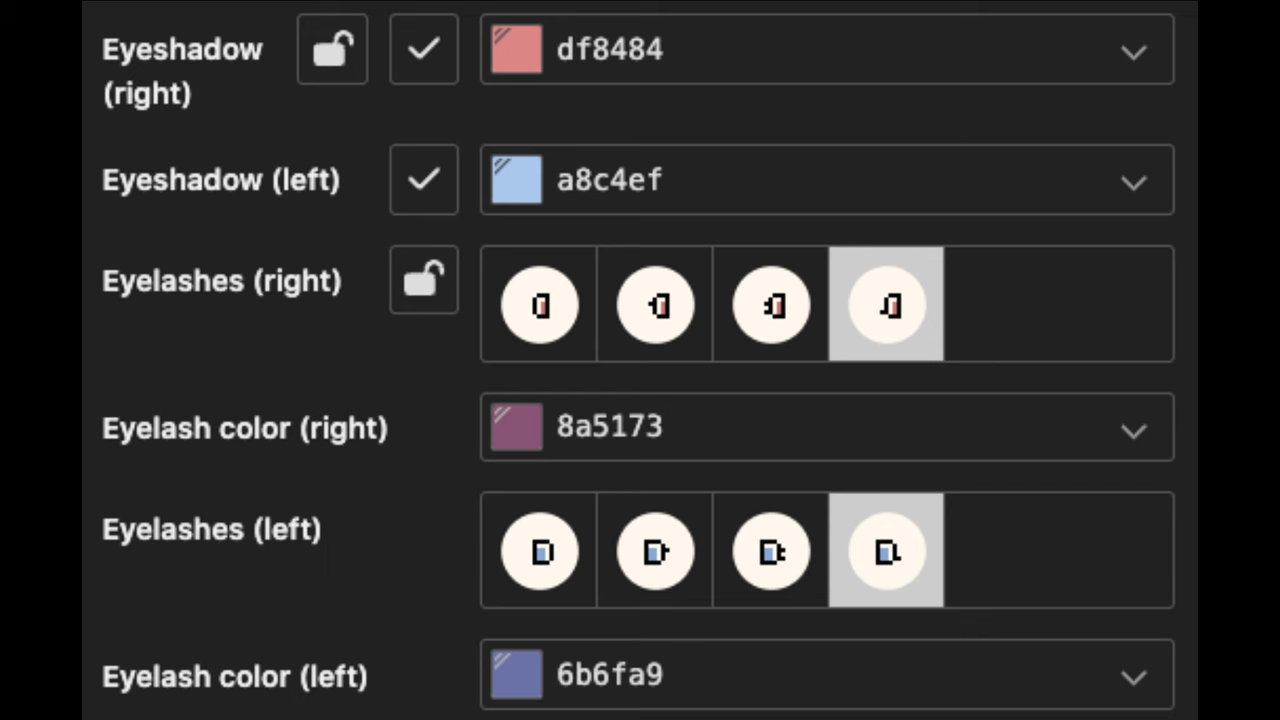 Eyeshadow
(right)
df8484
Eyeshadow (left)
a8c4ef
Eyelashes (right)
Eyelash color (right)
8a5173
Eyelashes (left)
Eyelash color (left)
6b6fa9